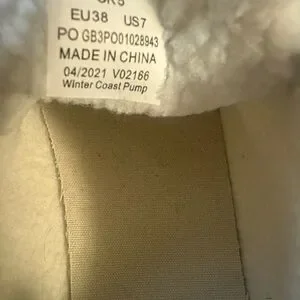 EU38 US7
PO GB3PO01028943
MADE IN CHINA
04/2021 V02166
Winter Coast Pump